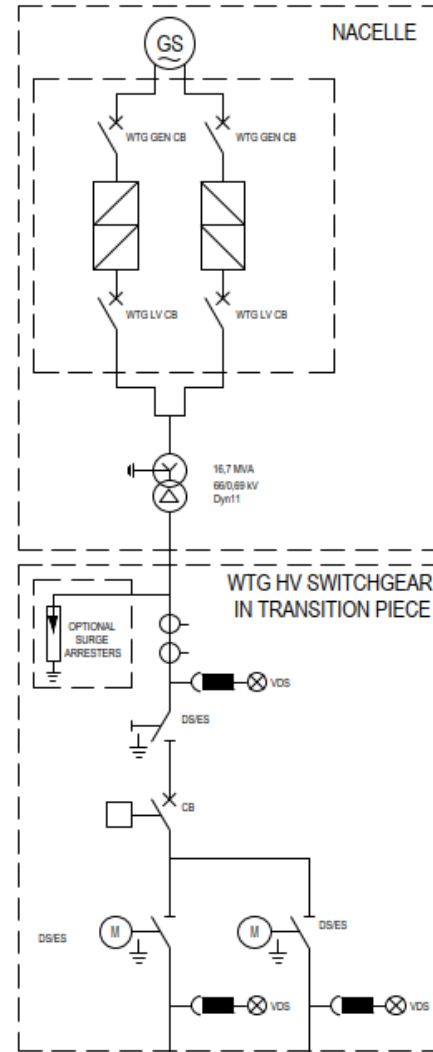 NACELLE
GS
WTG GEN CB
WTG GEN CB
WTG LV CB
WTG LV CB
16,7 MVA
66/0,69 kV
Dyn11
WTG HV SWITCHGEAR
IN TRANSITION PIECE
OPTIONAL
SURGE
ARRESTERS
VDS
DS/ES
CB
DS/ES
M
M
DS/ES
VDS
VDS